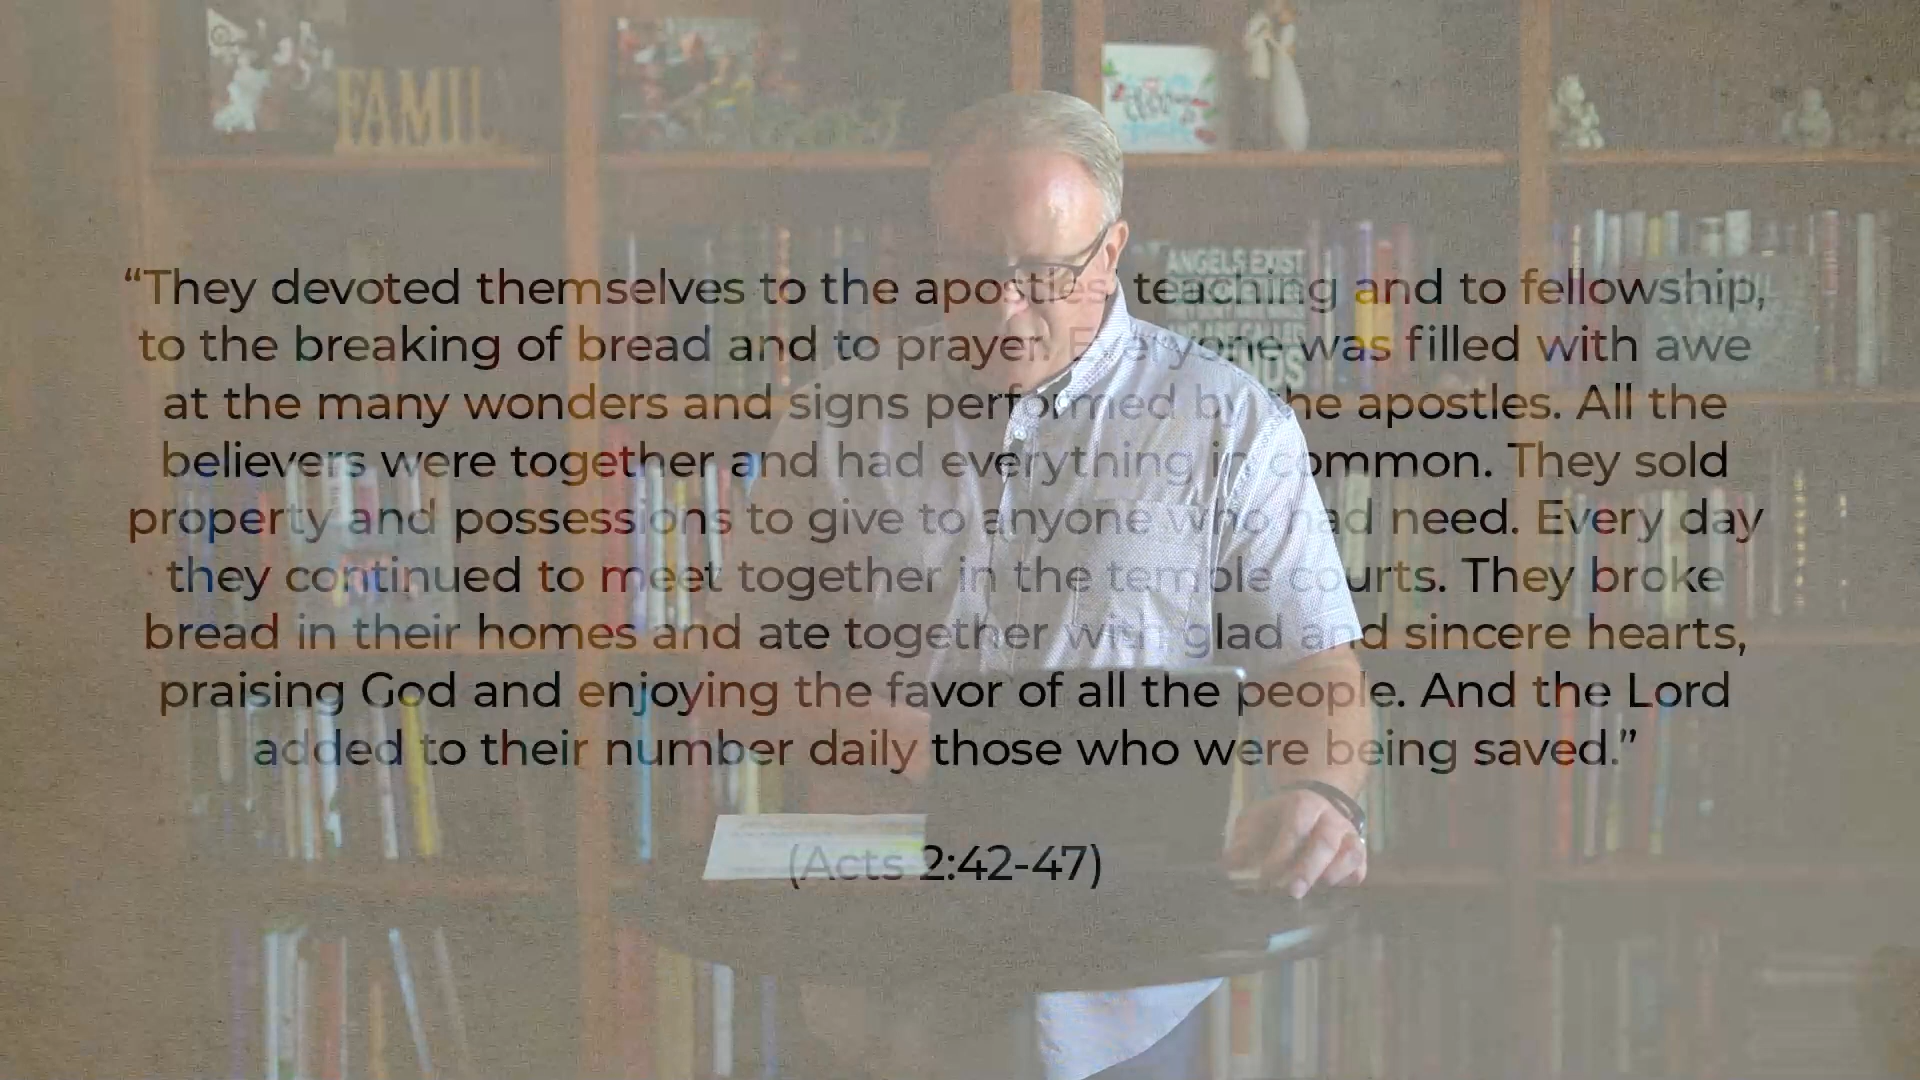 FAMIL
ANGELS EXIST
AND ARE CALLED
“They devoted themselves to the apostles teaching and to fellowship,
to the breaking of bread and to prayer. Everyone was filled with awe
at the many wonders and signs performed by the apostles. All the
believers were together and had everything in common. They sold
property and possessions to give to anyone who had need. Every day
they continued to meet together in the temple courts. They broke
bread in their homes and ate together with glad and sincere hearts,
praising God and enjoying the favor of all the people. And the Lord
added to their number daily those who were being saved.”
(Acts 2:42-47)